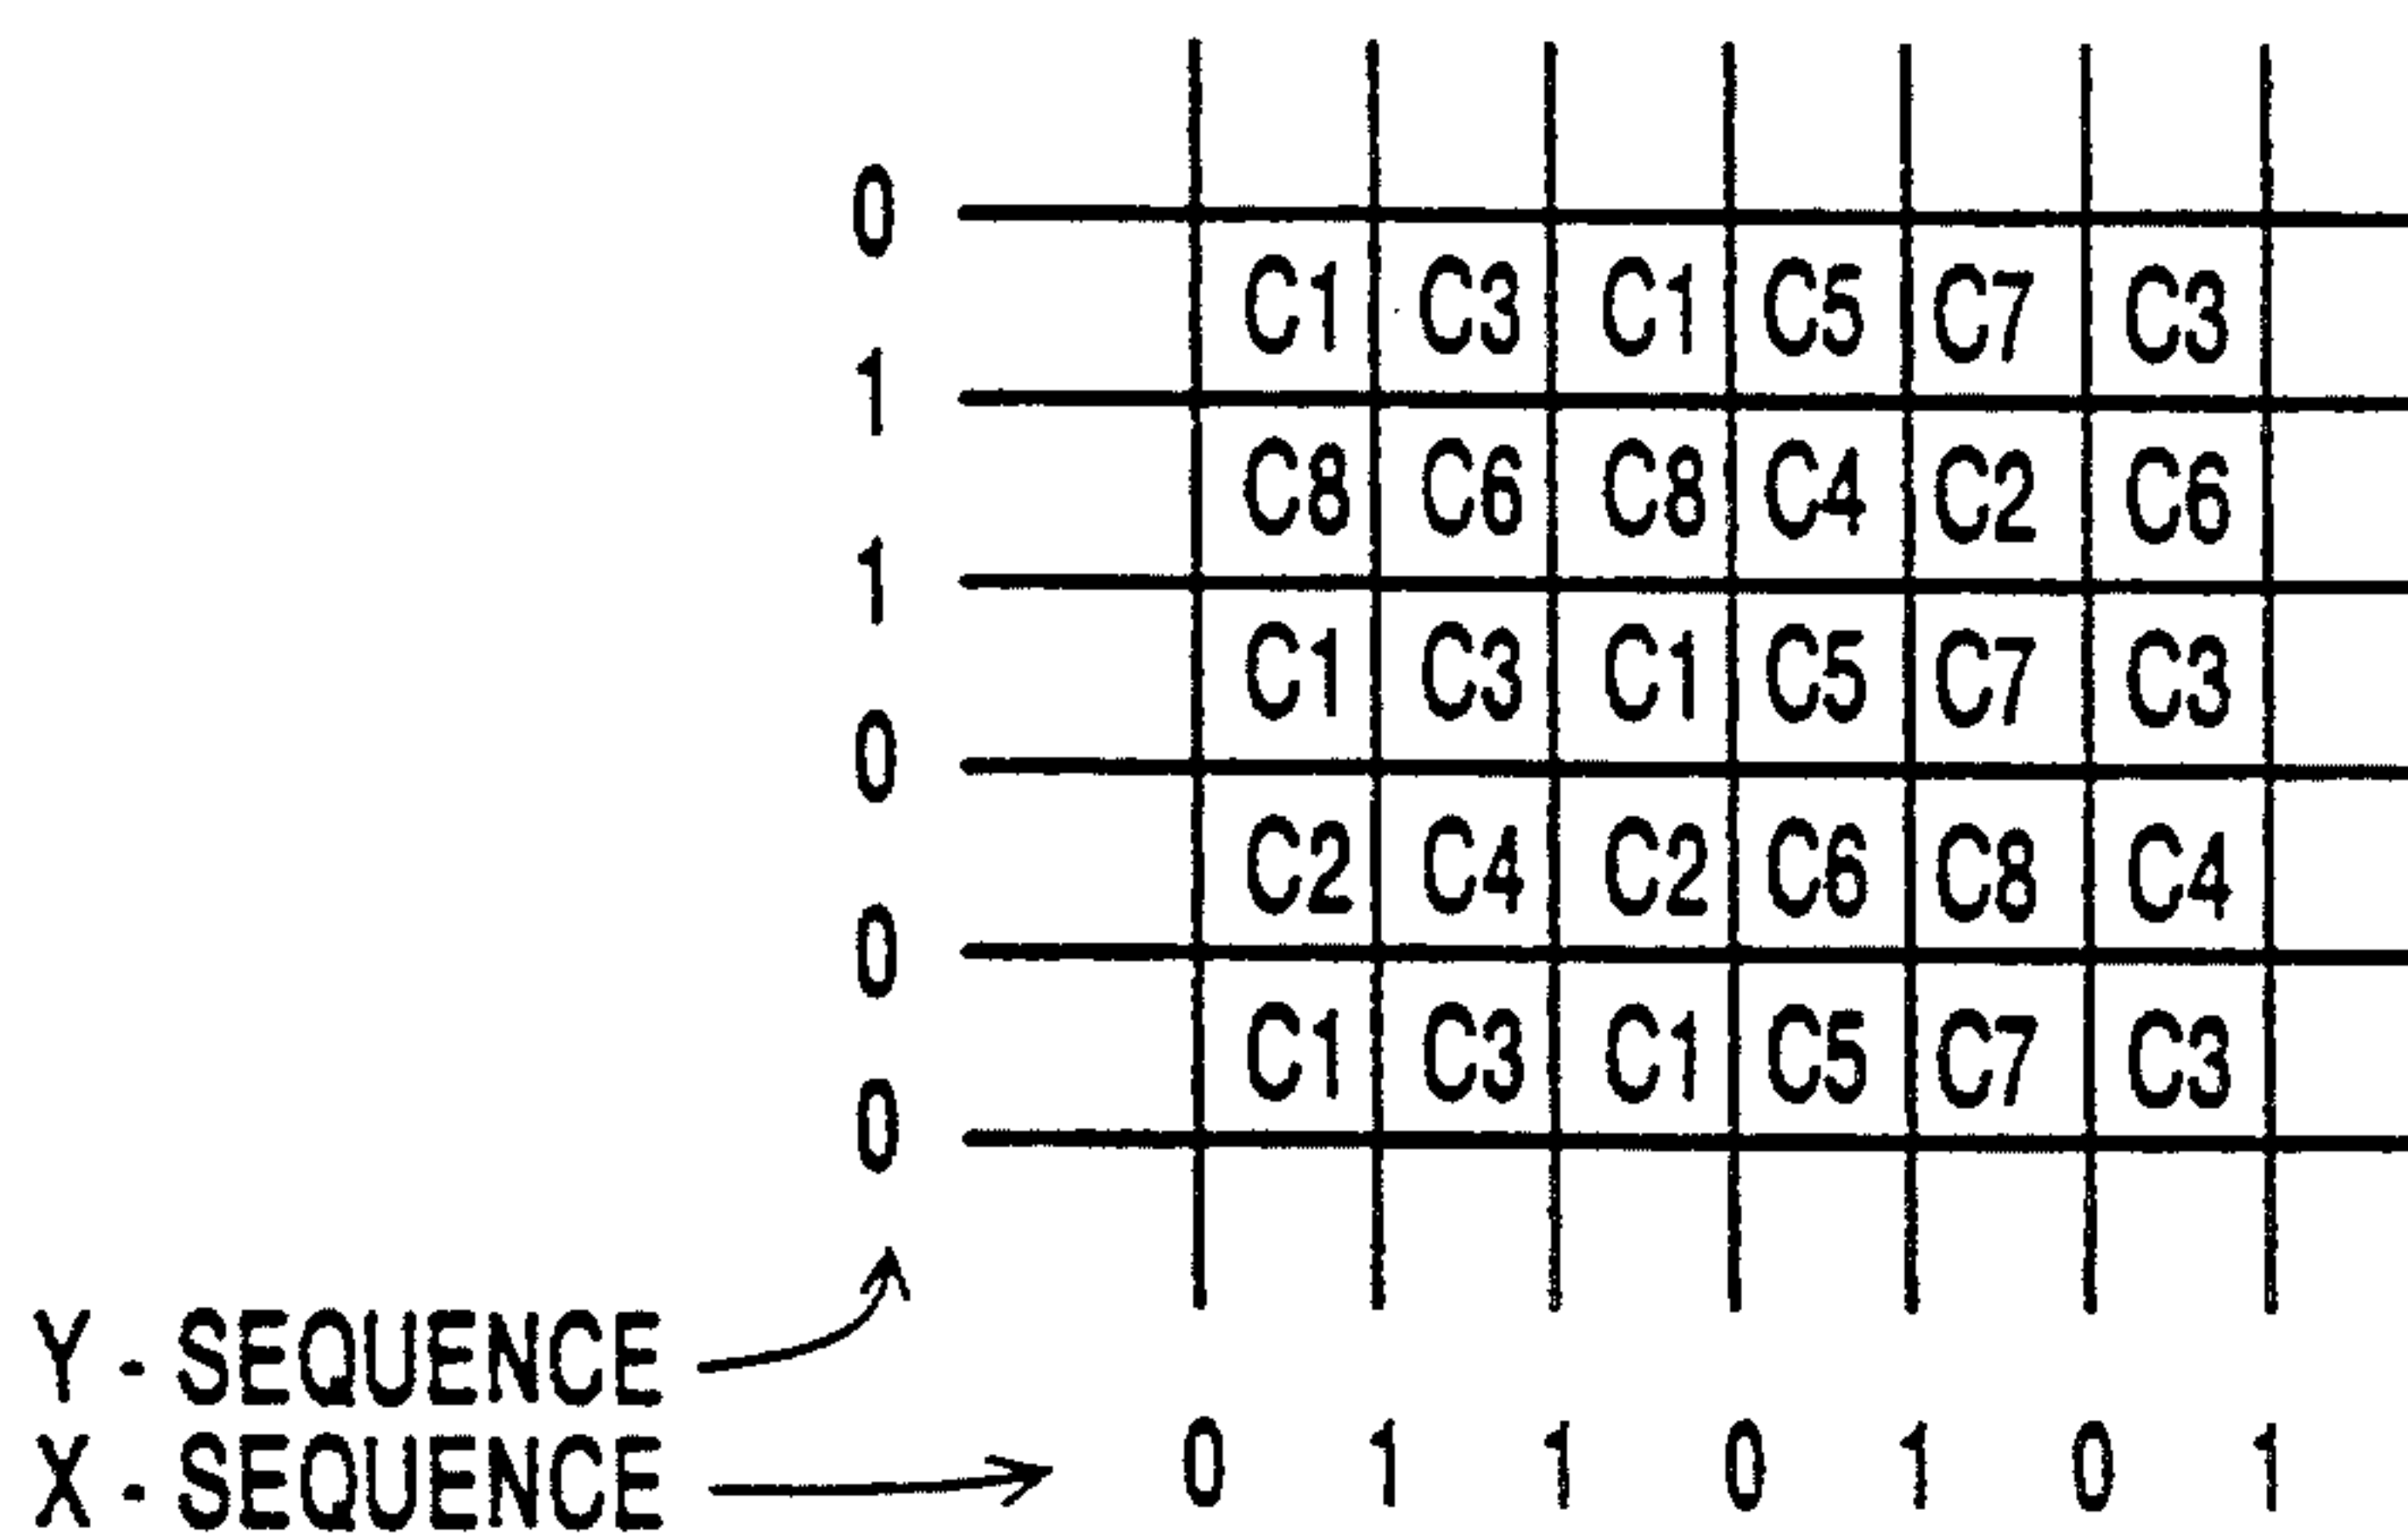 0
C1 C3 C1 C5 C7 C3
1
C8 C6 C8 C4 C2 C6
1
C1 C3 C1 C5 C7 C3
0
C2 C4 C2 C6 C8 C4
0
C1 C3 C1 C5 C7 C3
0
Y - SEQUENCE
X - SEQUENCE 0 1 1 0 1 0 1